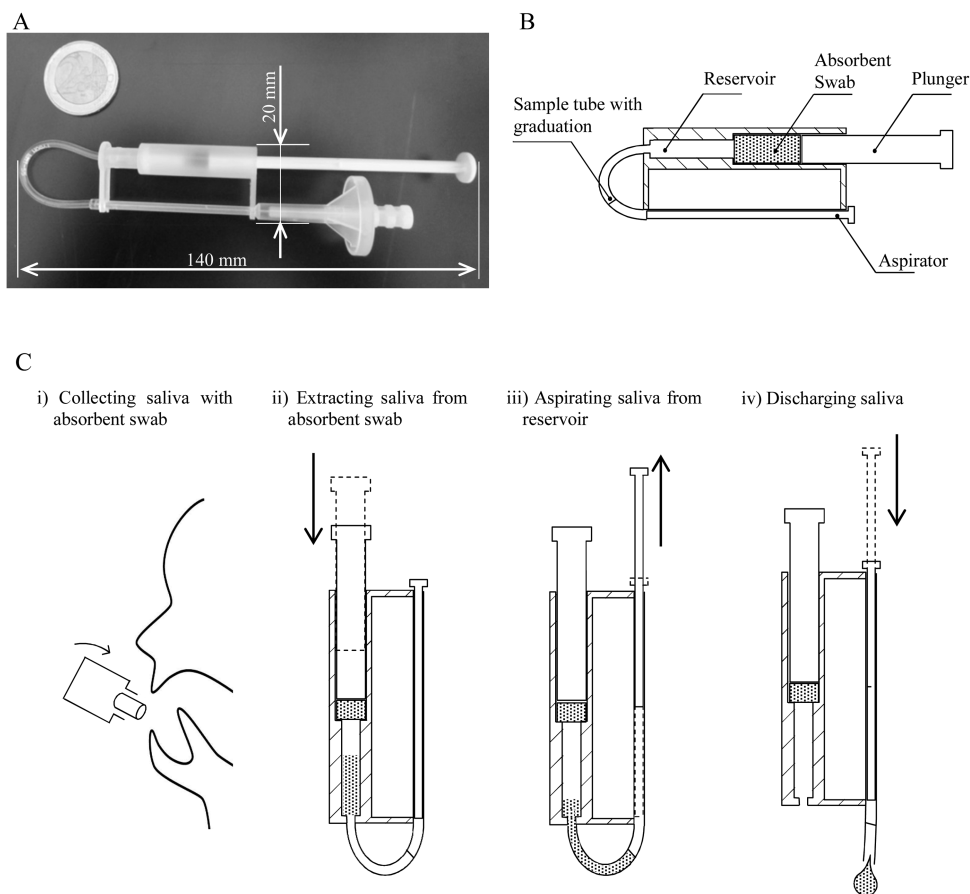 A
20 mm
140 mm
B
Reservoir
Absorbent
Swab
Plunger
Sample tube with
graduation
Aspirator
C
i) Collecting saliva with
absorbent swab
ii) Extracting saliva from
absorbent swab
iii) Aspirating saliva from
reservoir
iv) Discharging saliva